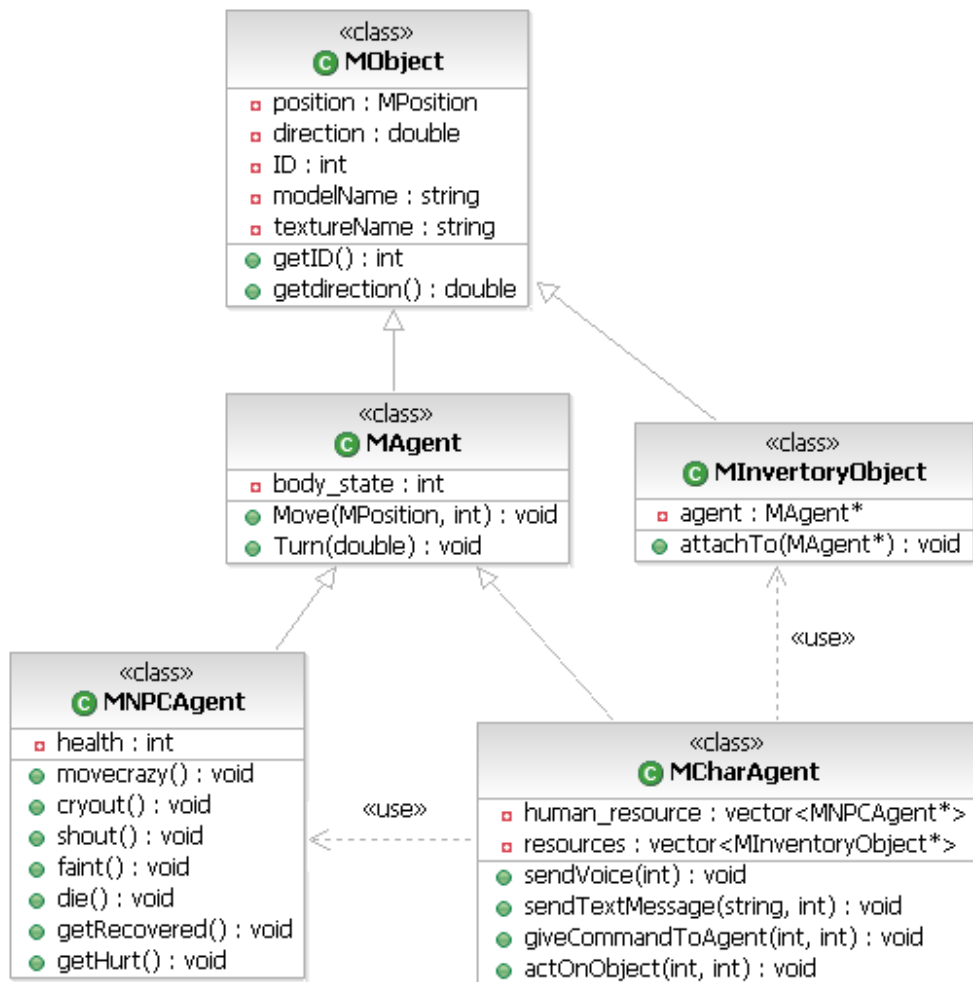 «class»
C MObject
position : MPosition
direction : double
ID : int
modelName : string
textureName : string
getID() : int
getdirection() : double
«class»
C MAgent
body_state : int
Move(MPosition, int) : void
Turn(double) : void
«class»
C MInvertoryObject
agent : MAgent*
attachTo(MAgent*) : void
«use»
«class»
C MNPCAgent
health : int
movecrazy() : void
cryout() : void
shout() : void
faint() : void
die() : void
getRecovered() : void
getHurt() : void
«use»
«class»
C MCharAgent
human_resource : vector<MNPCAgent*>
resources : vector<MInventoryObject*>
sendVoice(int) : void
sendTextMessage(string, int) : void
giveCommandToAgent(int, int) : void
actOnObject(int, int) : void